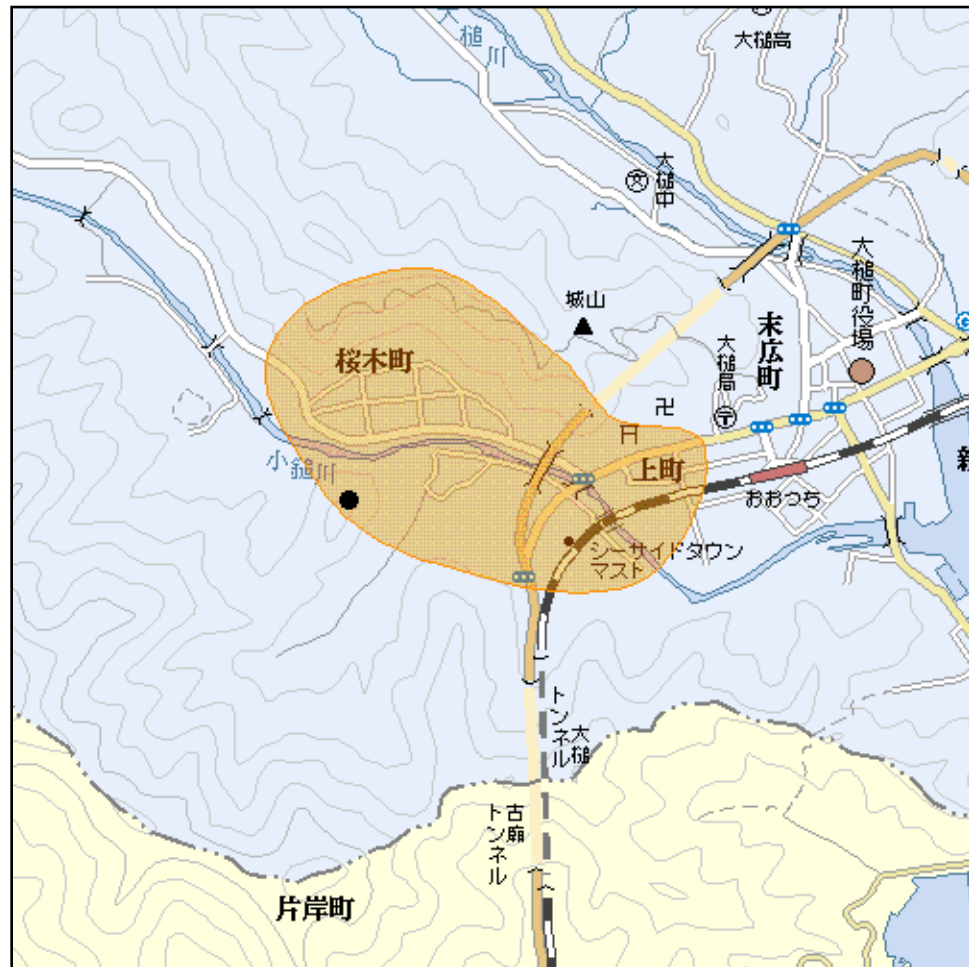 大槌川
大槌高
大槌中
大槌町役場
城山
末広町
大槌局
桜木町
上町
小鎚川
おおつち
新
シーサイドタウン
マスト
大槌
トンネル
古廟
トンネル
片岸町